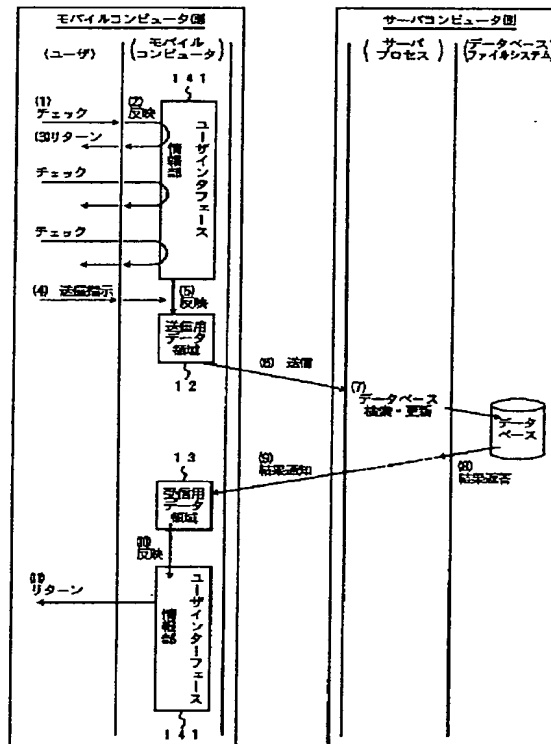 モバイルコンピュータ側
サーバコンピュータ側
(ユーザ)
(モバイル
コンピュータ)
(サーバ
プロセス)
(データベース
ファイルシステム)
141
(1)
チェック
(2)
反映
(3)リターン
チェック
チェック
ユーザインタフェース
情報部
(4) 送信指示
(5)
反映
送信用
データ
領域
12
(6) 送信
(7)
データベース
検索・更新
データ
ベース
(8)
結果返答
(9)
結果通知
13
受信用
データ
領域
(10)
反映
(11)
リターン
ユーザインターフェース
情報部
141